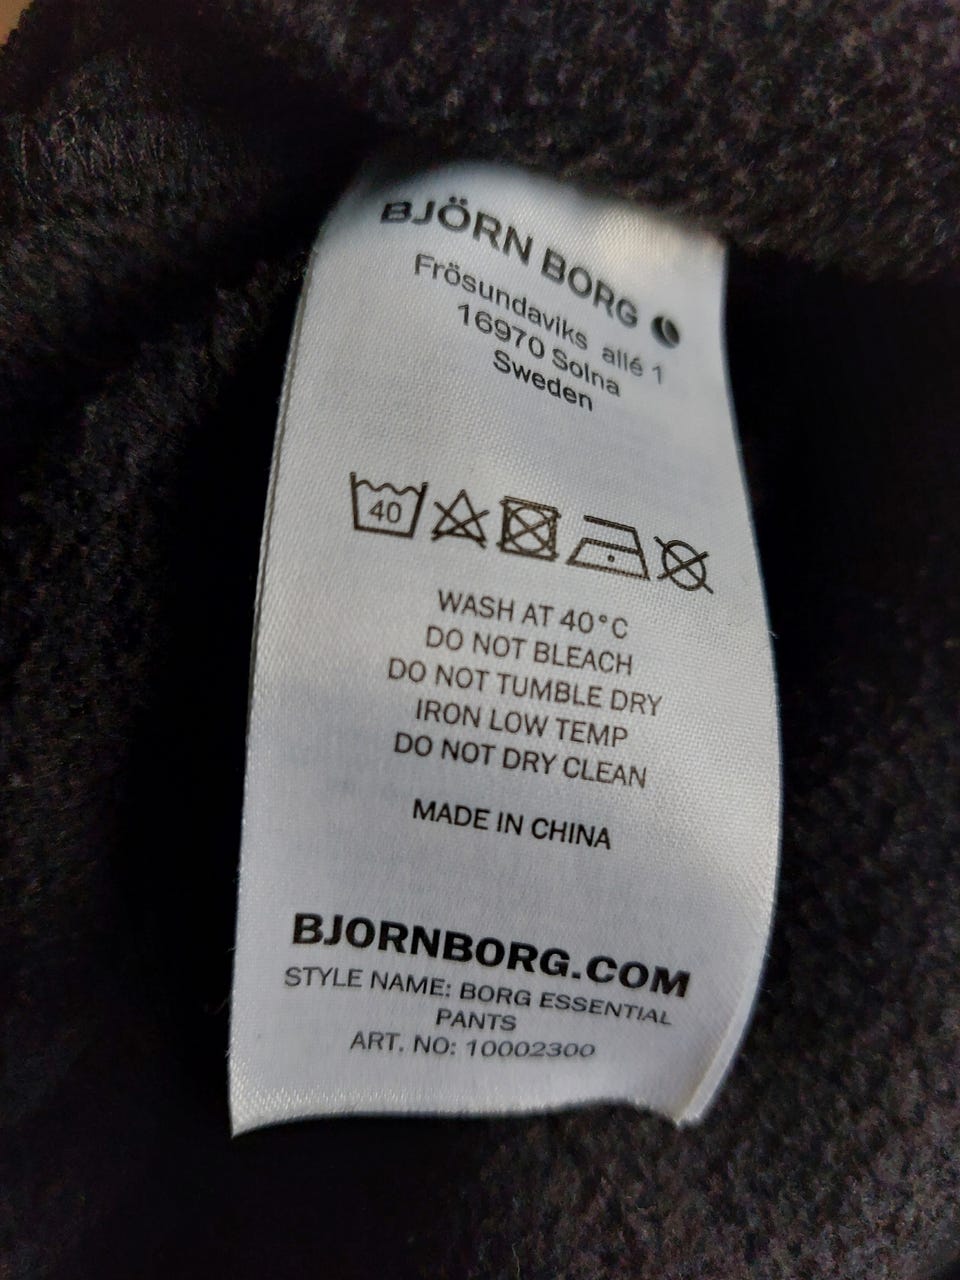 BJÖRN BORG
Frösundaviks allé 1
16970 Solna
Sweden
40
WASH AT 40°C
DO NOT BLEACH
DO NOT TUMBLE DRY
IRON LOW TEMP
DO NOT DRY CLEAN
MADE IN CHINA
BJORNBORG.COM
STYLE NAME: BORG ESSENTIAL
PANTS
ART. NO: 10002300